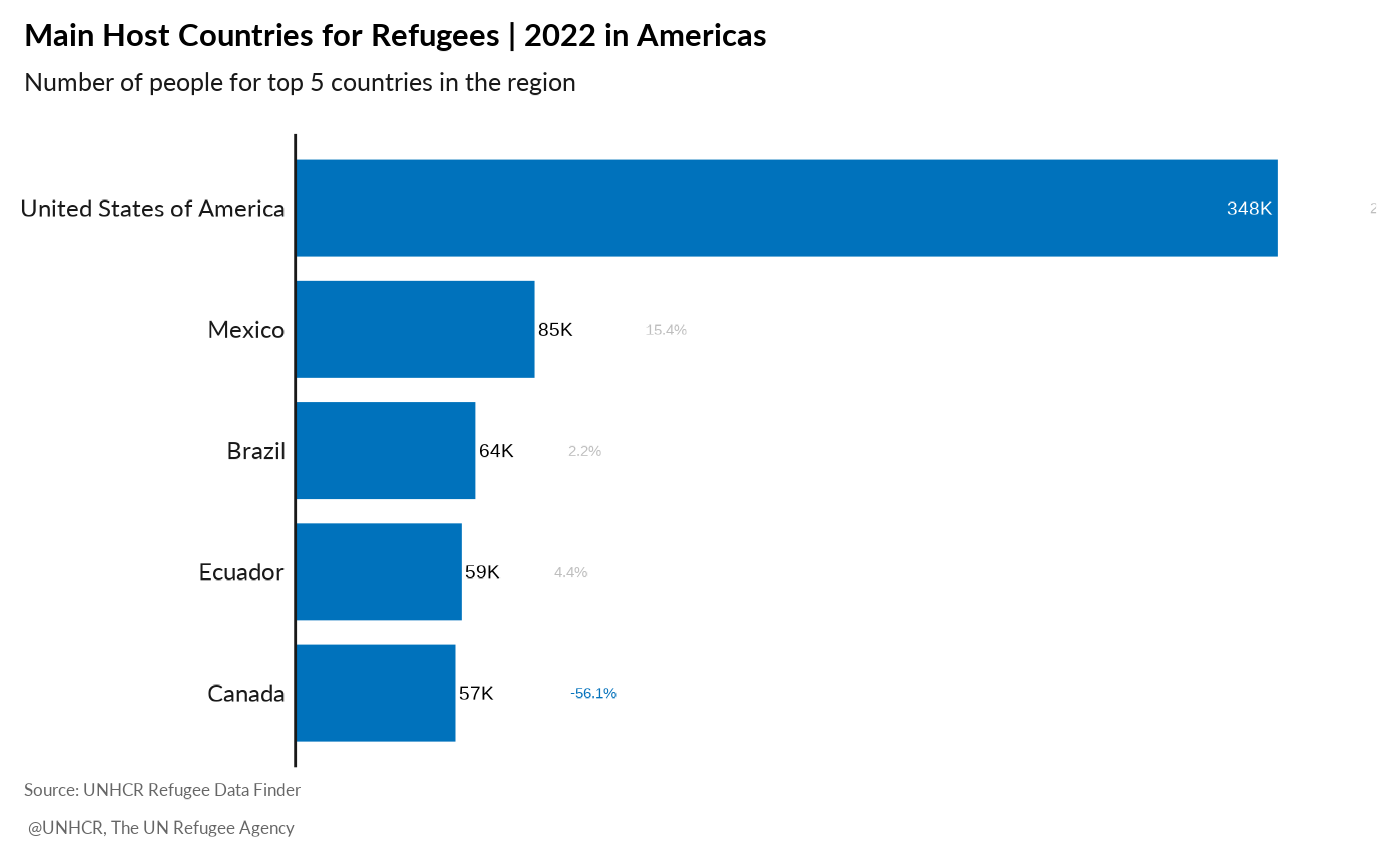 Main Host Countries for Refugees | 2022 in Americas
Number of people for top 5 countries in the region
United States of America 348K
Mexico 85K 15.4%
Brazil 64K 2.2%
Ecuador 59K 4.4%
Canada 57K -56.1%
Source: UNHCR Refugee Data Finder
@UNHCR, The UN Refugee Agency